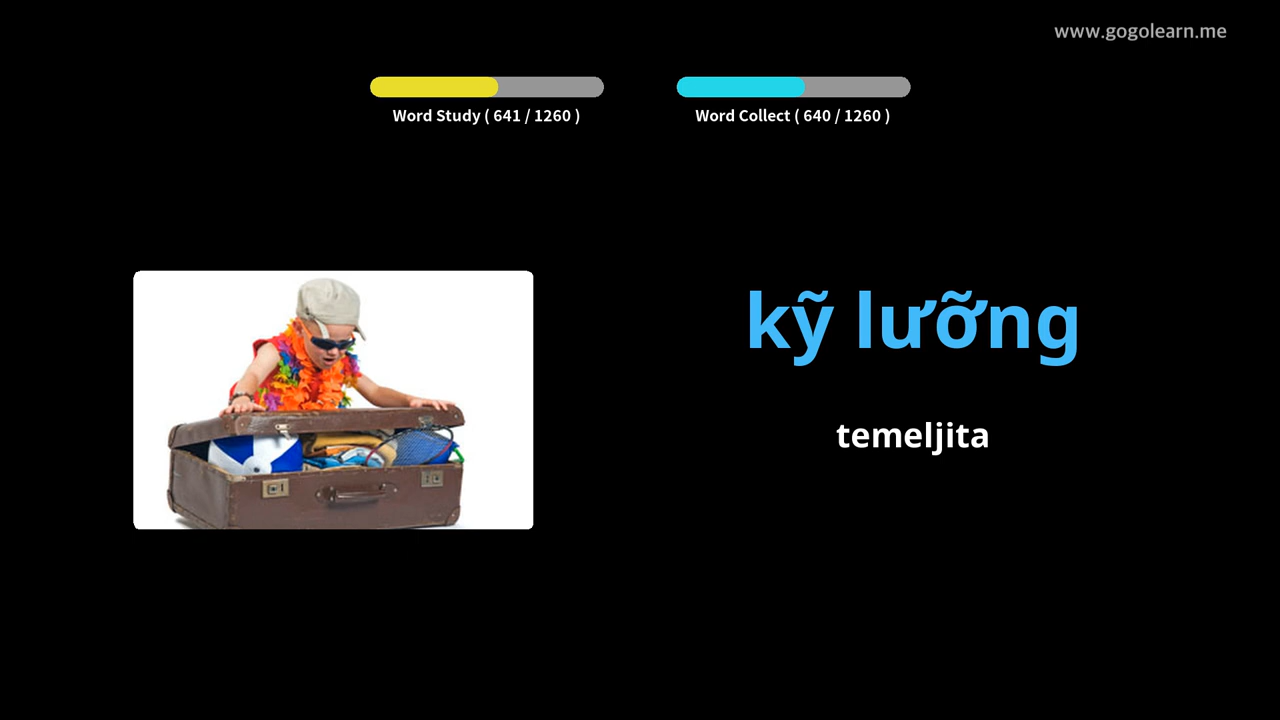 www.gogolearn.me
Word Study ( 641 / 1260 )
Word Collect ( 640 / 1260 )
kỹ lưỡng
temeljita